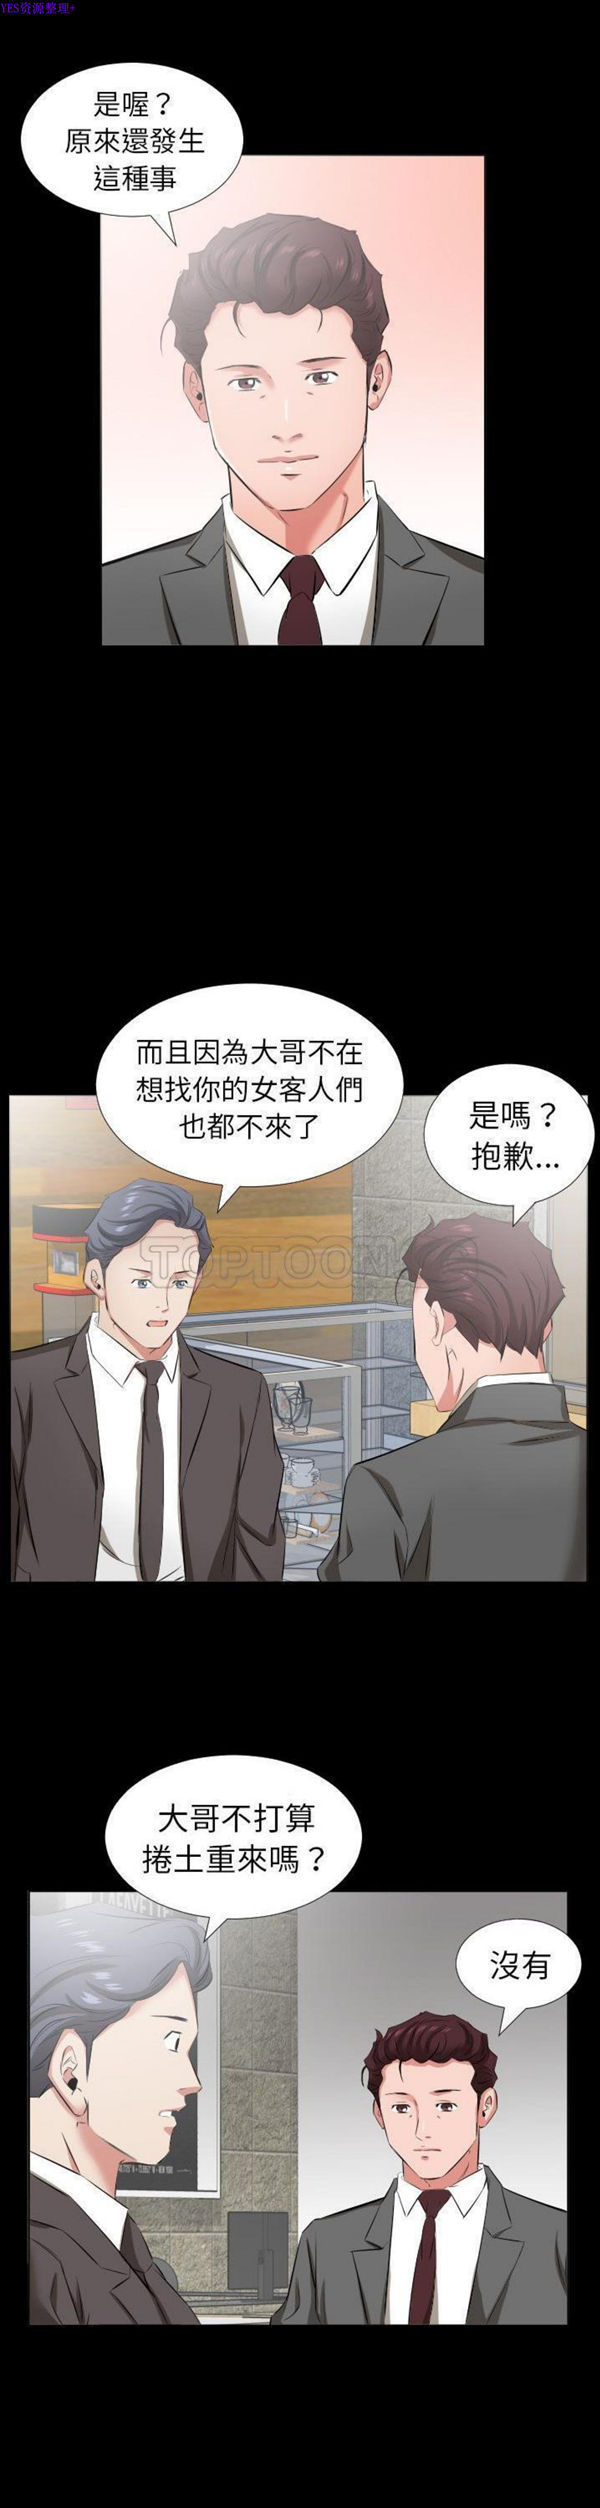 YES资源整理+
是喔？
原來還發生
這種事
而且因為大哥不在
想找你的女客人們
也都不來了
是嗎？
抱歉...
TOPTOON
大哥不打算
捲土重來嗎？
LAFAYETTE
沒有